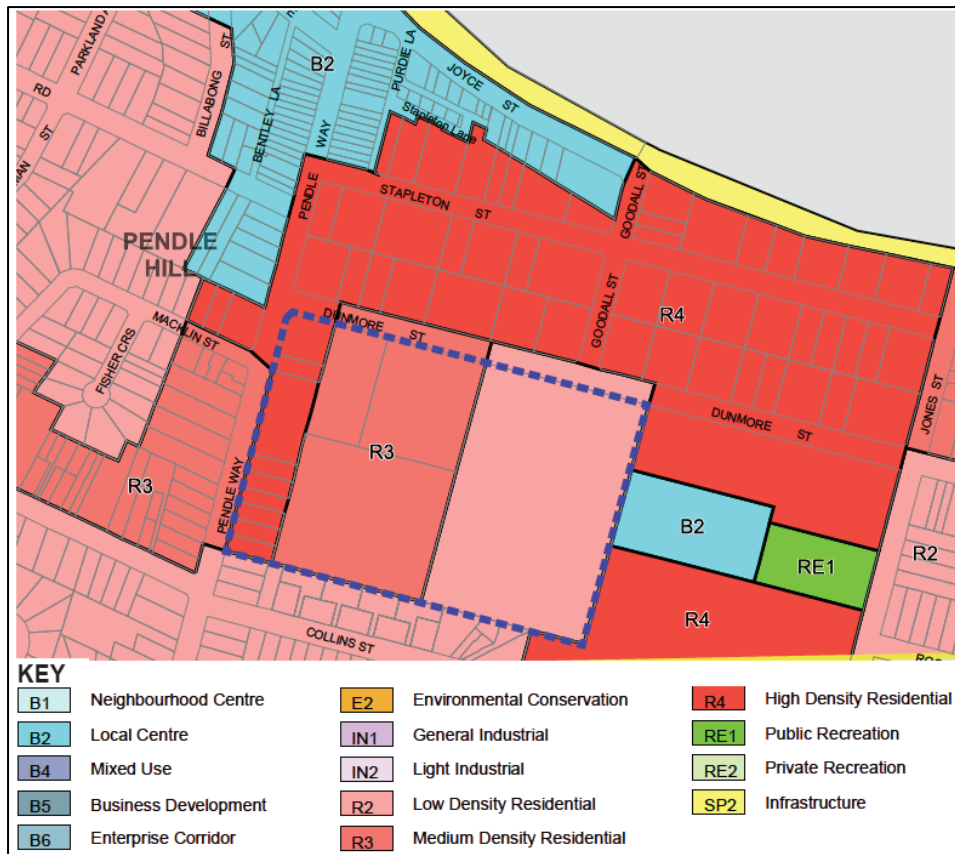 PARKLAND
RD
ST
BILLABONG
ST
BENTLEY LA
B2
WAY
PURDIE LA
JOYCE ST
Stapleton Lane
MAN ST
PENDLE
STAPLETON ST
GOODALL ST
PENDLE
HILL
GOODALL ST
R4
MACKLIN ST
DUNMORE ST
FISHER CRS
JONES ST
DUNMORE ST
R3
R3
PENDLE WAY
B2
RE1
R2
R4
COLLINS ST
KEY
B1 Neighbourhood Centre
B2 Local Centre
B4 Mixed Use
B5 Business Development
B6 Enterprise Corridor
E2 Environmental Conservation
IN1 General Industrial
IN2 Light Industrial
R2 Low Density Residential
R3 Medium Density Residential
R4 High Density Residential
RE1 Public Recreation
RE2 Private Recreation
SP2 Infrastructure